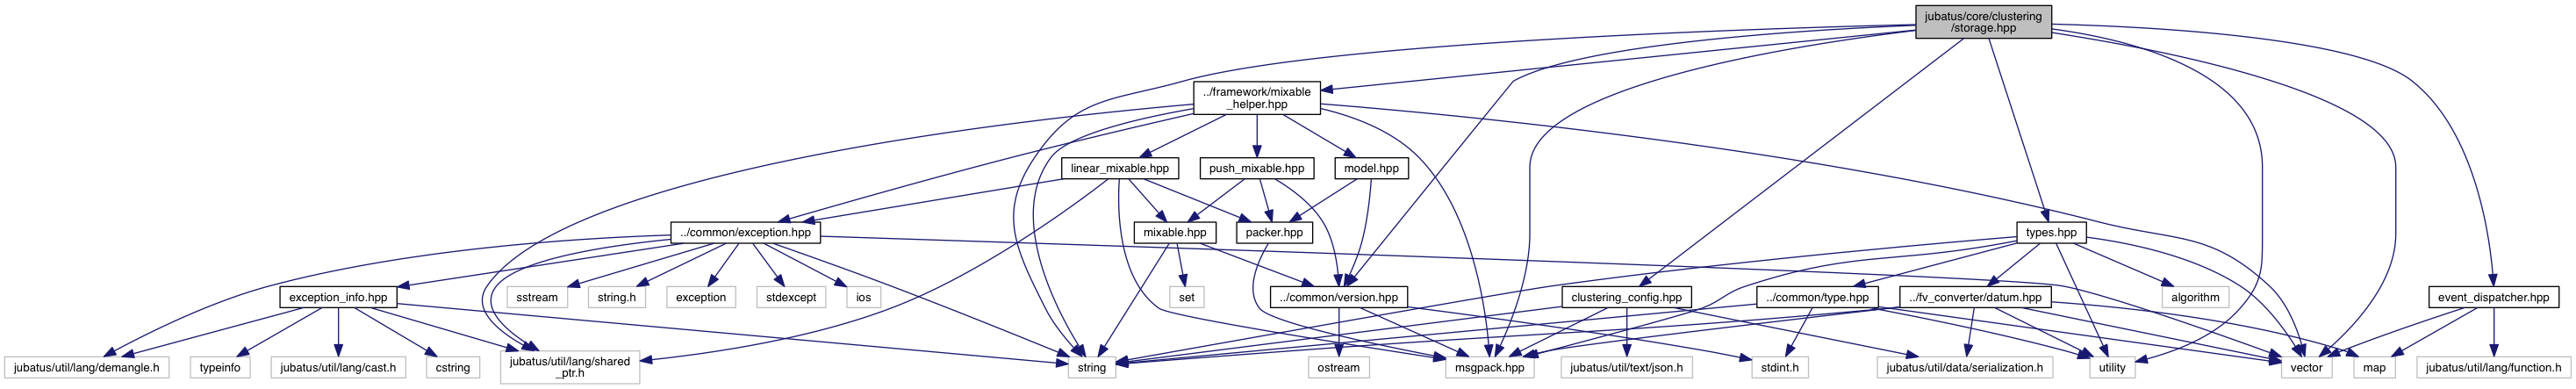 jubatus/core/clustering
/storage.hpp
../framework/mixable
_helper.hpp
linear_mixable.hpp
push_mixable.hpp
model.hpp
../common/exception.hpp
mixable.hpp
packer.hpp
types.hpp
exception_info.hpp
sstream
string.h
exception
stdexcept
ios
set
../common/version.hpp
clustering_config.hpp
../common/type.hpp
../fv_converter/datum.hpp
algorithm
event_dispatcher.hpp
jubatus/util/lang/demangle.h
typeinfo
jubatus/util/lang/cast.h
cstring
jubatus/util/lang/shared
_ptr.h
string
ostream
msgpack.hpp
jubatus/util/text/json.h
stdint.h
jubatus/util/data/serialization.h
utility
vector
map
jubatus/util/lang/function.h